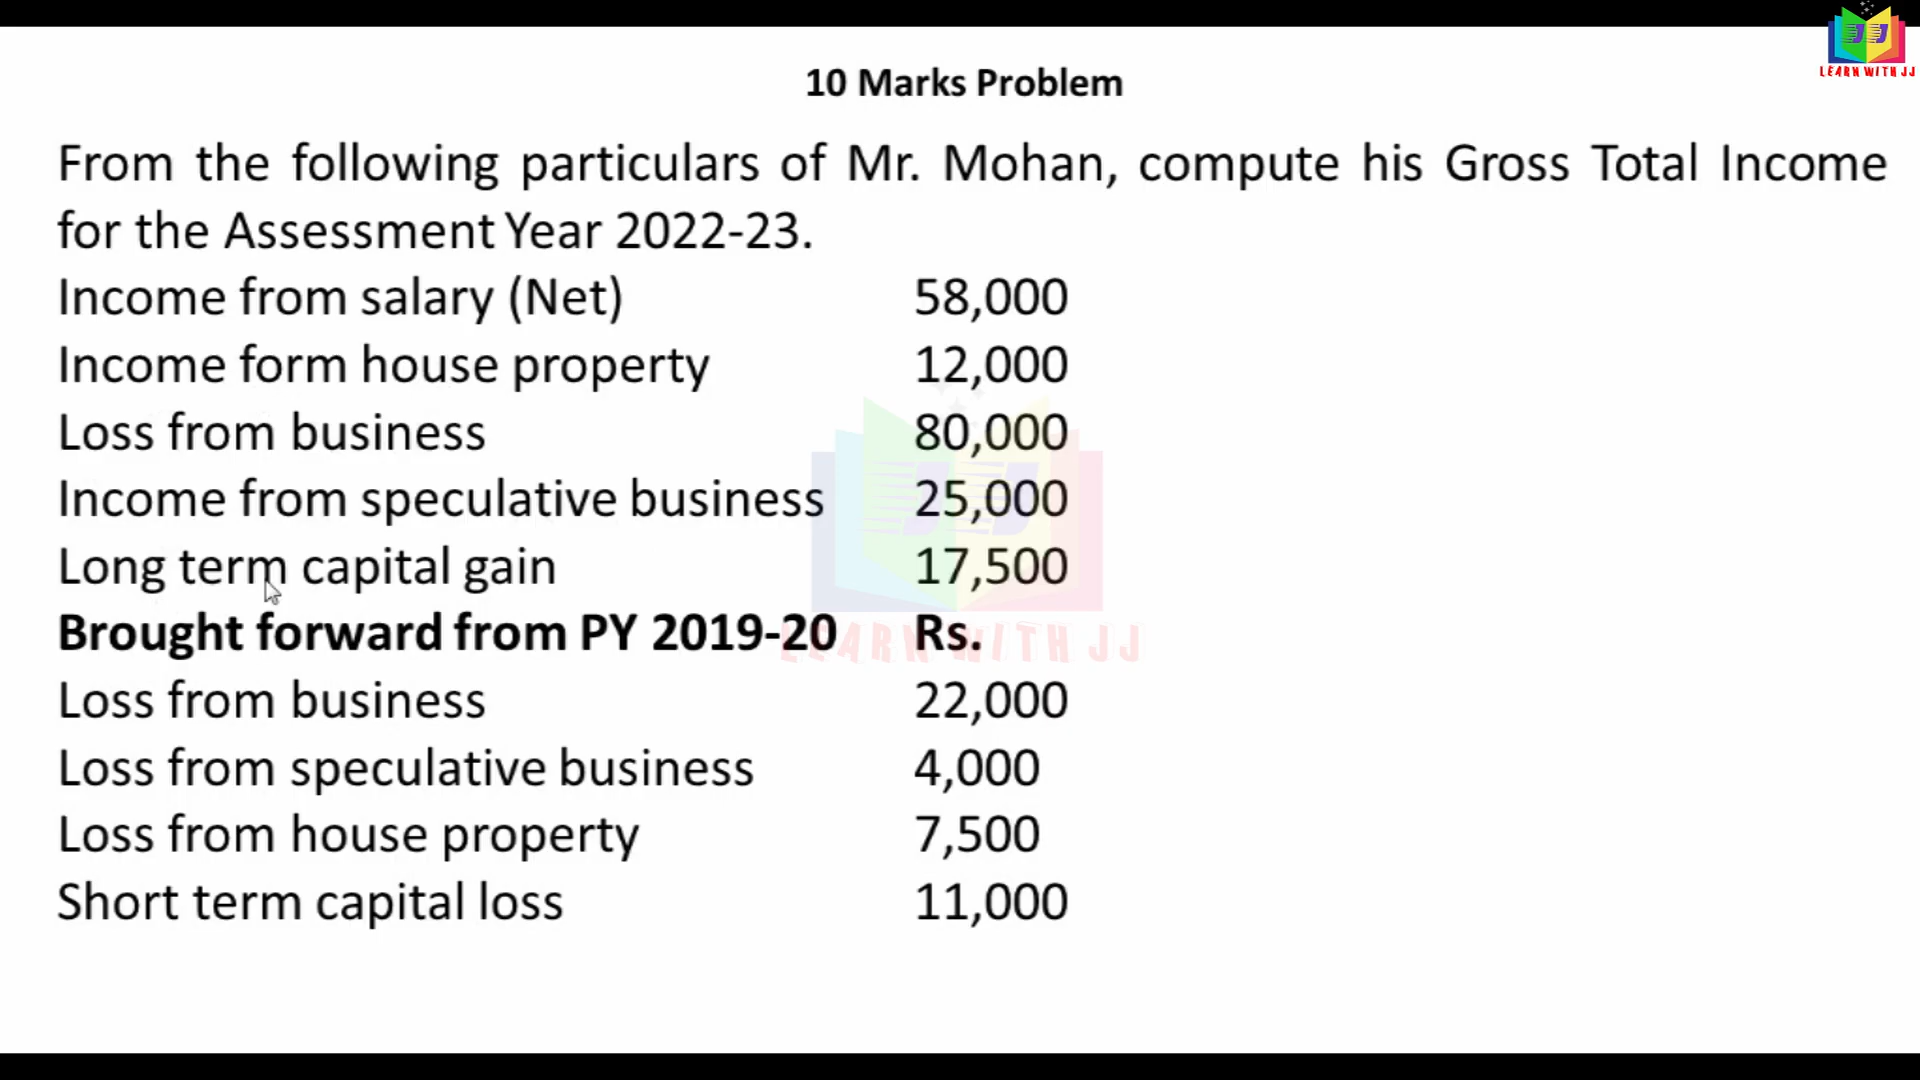 LEARN WITH JJ
10 Marks Problem
From the following particulars of Mr. Mohan, compute his Gross Total Income
for the Assessment Year 2022-23.
Income from salary (Net) 58,000
Income form house property 12,000
Loss from business 80,000
Income from speculative business 25,000
Long term capital gain 17,500
Brought forward from PY 2019-20 Rs.
LEARN WITH JJ
Loss from business 22,000
Loss from speculative business 4,000
Loss from house property 7,500
Short term capital loss 11,000